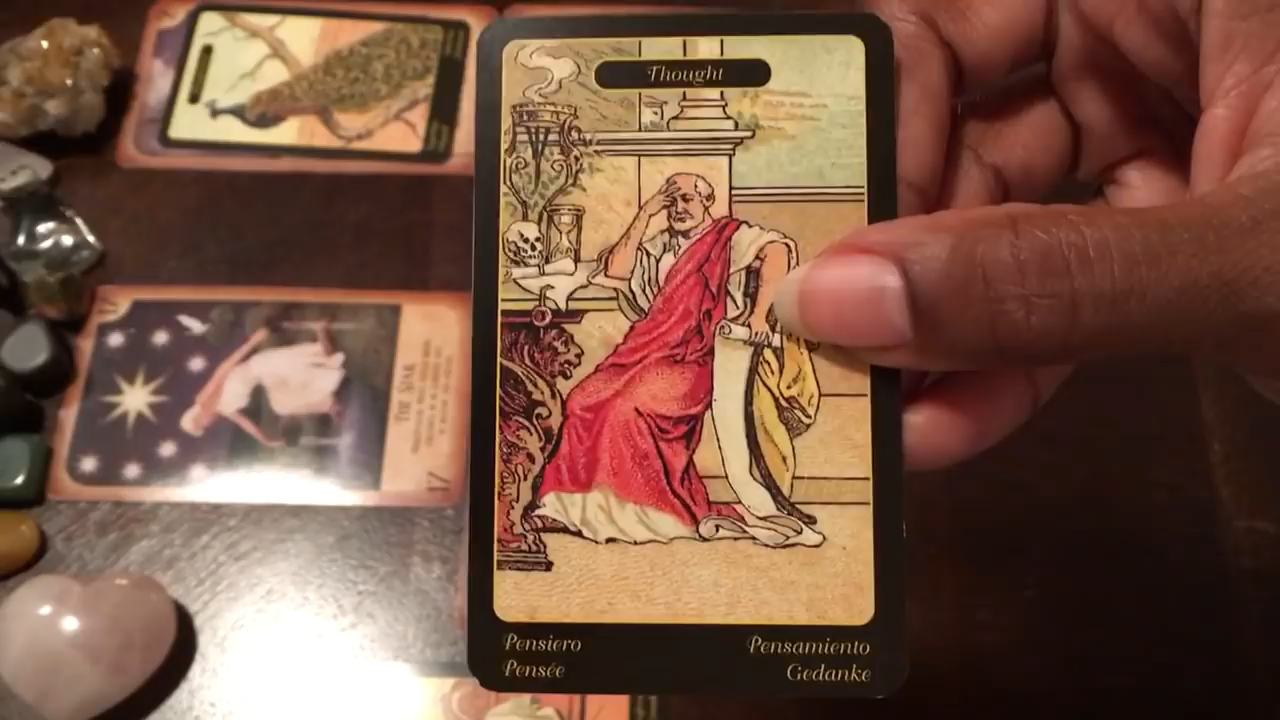 Thought
Pensiero
Pensée
Pensamiento
Gedanke
THE STAR
17